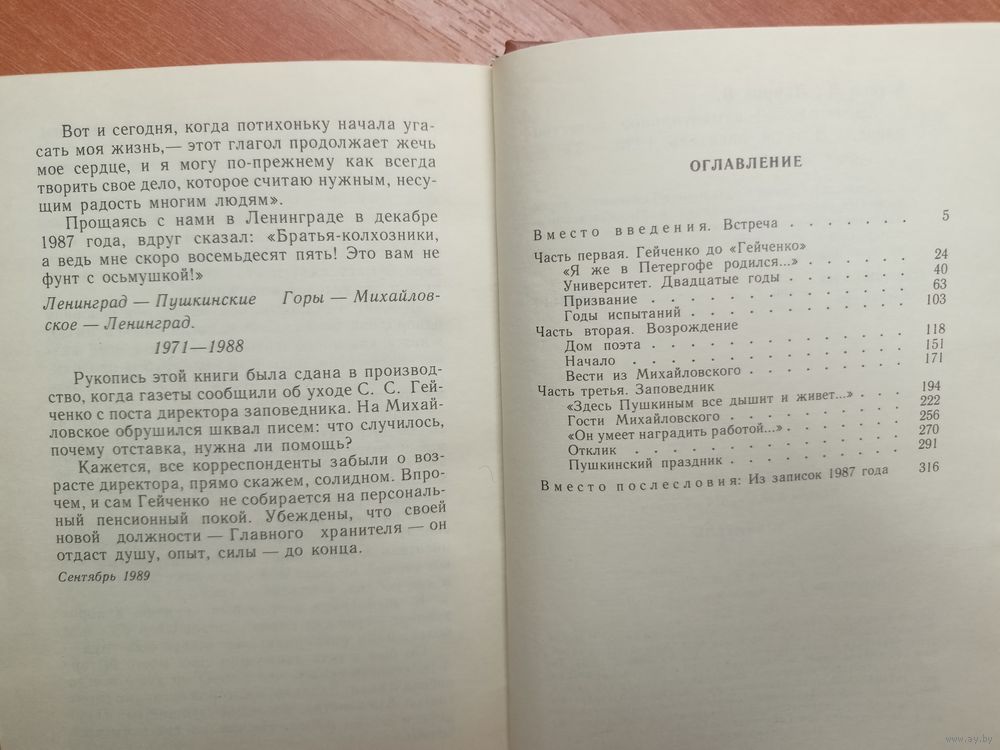 Вот и сегодня, когда потихоньку начала уга-
сать моя жизнь,— этот глагол продолжает жечь
мое сердце, и я могу по-прежнему как всегда
творить свое дело, которое считаю нужным, несу-
щим радость многим людям».
Прощаясь с нами в Ленинграде в декабре
1987 года, вдруг сказал: «Братья-колхозники,
а ведь мне скоро восемьдесят пять! Это вам не
фунт с осьмушкой!»
Ленинград — Пушкинские Горы — Михайлов-
ское — Ленинград.
1971—1988
Рукопись этой книги была сдана в производ-
ство, когда газеты сообщили об уходе С. С. Гей-
ченко с поста директора заповедника. На Михай-
ловское обрушился шквал писем: что случилось,
почему отставка, нужна ли помощь?
Кажется, все корреспонденты забыли о воз-
расте директора, прямо скажем, солидном. Впро-
чем, и сам Гейченко не собирается на персональ-
ный пенсионный покой. Убеждены, что своей
новой должности — Главного хранителя — он
отдаст душу, опыт, силы — до конца.
Сентябрь 1989
ОГЛАВЛЕНИЕ
Вместо введения. Встреча . . . . . . . 5
Часть первая. Гейченко до «Гейченко»
«Я же в Петергофе родился...» . . . . . . 24
Университет. Двадцатые годы . . . . . . 40
Призвание . . . . . . . . . . . . 63
Годы испытаний . . . . . . . . . . . 103
Часть вторая. Возрождение
Дом поэта . . . . . . . . . . . . 118
Начало . . . . . . . . . . . . . 151
Вести из Михайловского . . . . . . . . 171
Часть третья. Заповедник
«Здесь Пушкиным все дышит и живет...» . . . 194
Гости Михайловского . . . . . . . . . 222
«Он умеет наградить работой...» . . . . . . 256
Отклик . . . . . . . . . . . . . 270
Пушкинский праздник . . . . . . . . . 291
Вместо послесловия: Из записок 1987 года 316
www.ay.by